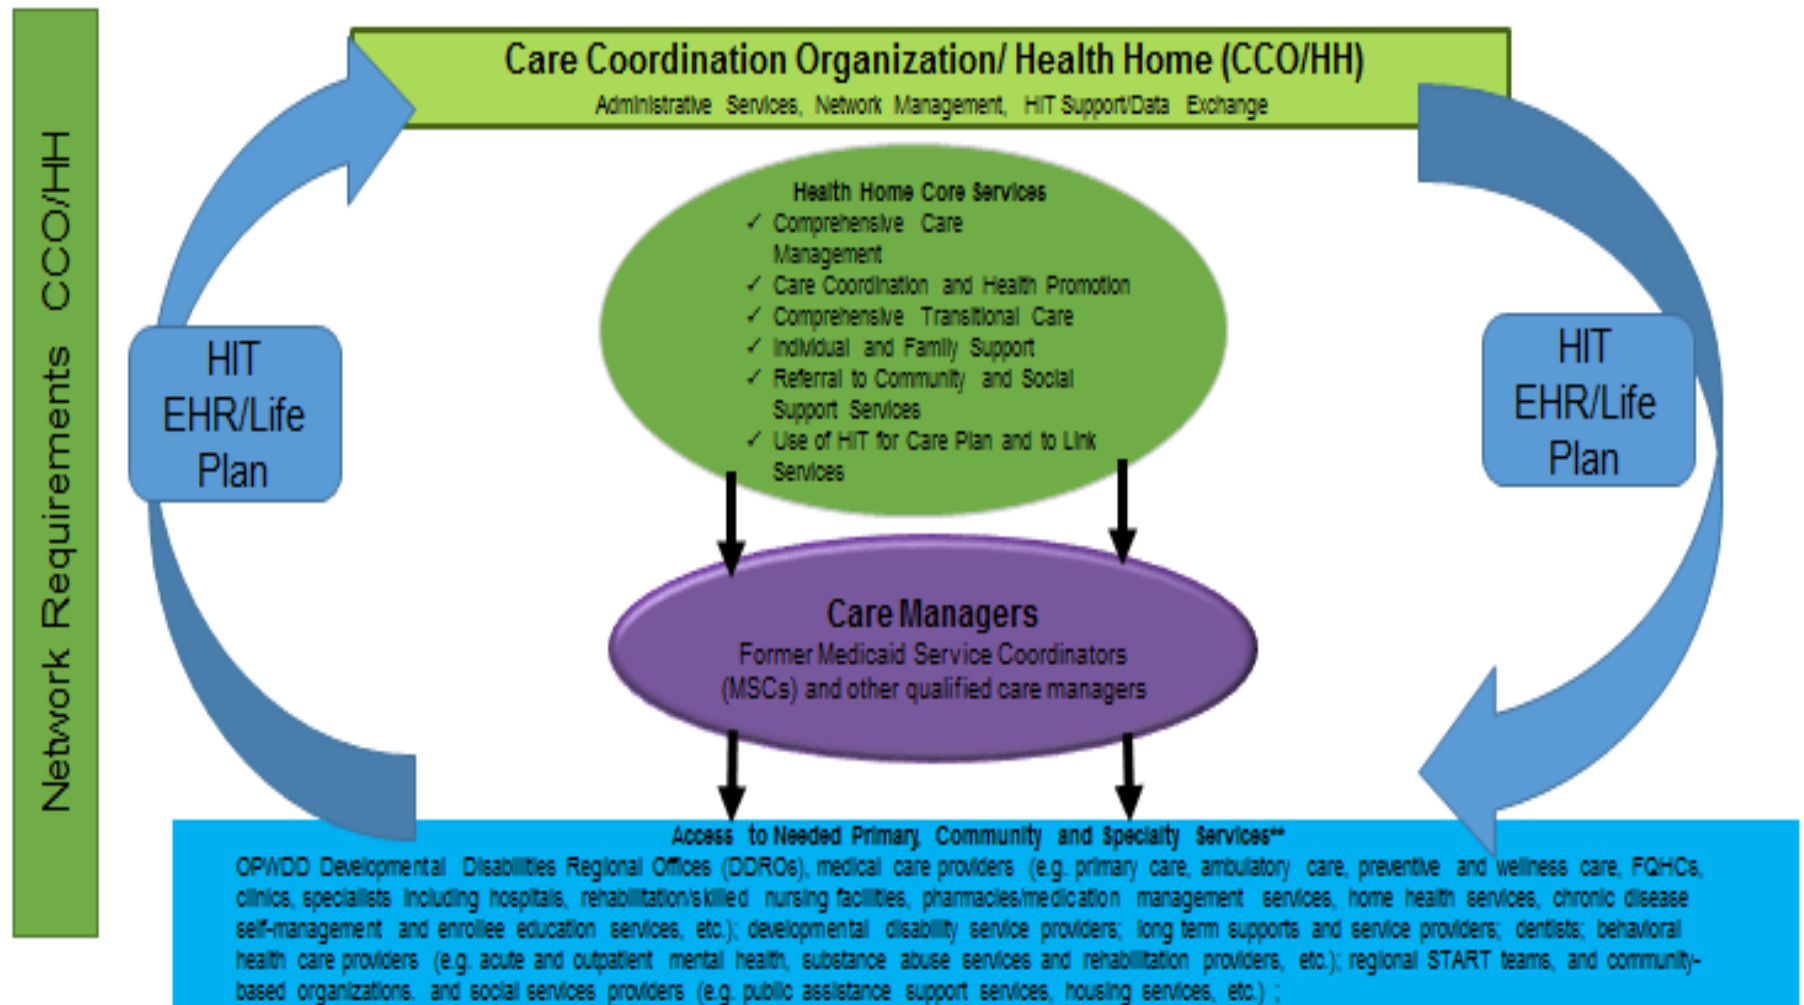 Network Requirements CCO/HH
Care Coordination Organization/ Health Home (CCO/HH)
Administrative Services, Network Management, HIT Support/Data Exchange
Health Home Core Services
✓ Comprehensive Care
Management
✓ Care Coordination and Health Promotion
✓ Comprehensive Transitional Care
✓ Individual and Family Support
✓ Referral to Community and Social
Support Services
✓ Use of HIT for Care Plan and to Link
Services
HIT
EHR/Life
Plan
HIT
EHR/Life
Plan
Care Managers
Former Medicaid Service Coordinators
(MSCs) and other qualified care managers
Access to Needed Primary, Community and Specialty Services**
OPWDD Developmental Disabilities Regional Offices (DDROs), medical care providers (e.g. primary care, ambulatory care, preventive and wellness care, FQHCs,
clinics, specialists including hospitals, rehabilitation/skilled nursing facilities, pharmacies/medication management services, home health services, chronic disease
self-management and enrollee education services, etc.); developmental disability service providers; long term supports and service providers; dentists; behavioral
health care providers (e.g. acute and outpatient mental health, substance abuse services and rehabilitation providers, etc.); regional START teams, and community-
based organizations. and social services providers (e.g. public assistance support services, housing services, etc.) ;